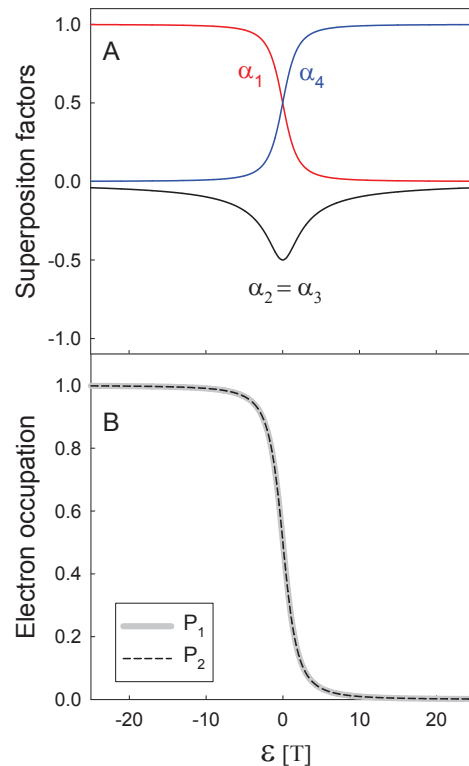 Superpositon factors
1.0
0.5
0.0
-0.5
-1.0
A
α1
α4
α2 = α3
Electron occupation
1.0
0.8
0.6
0.4
0.2
0.0
B
P1
P2
-20 -10 0 10 20
ε [T]